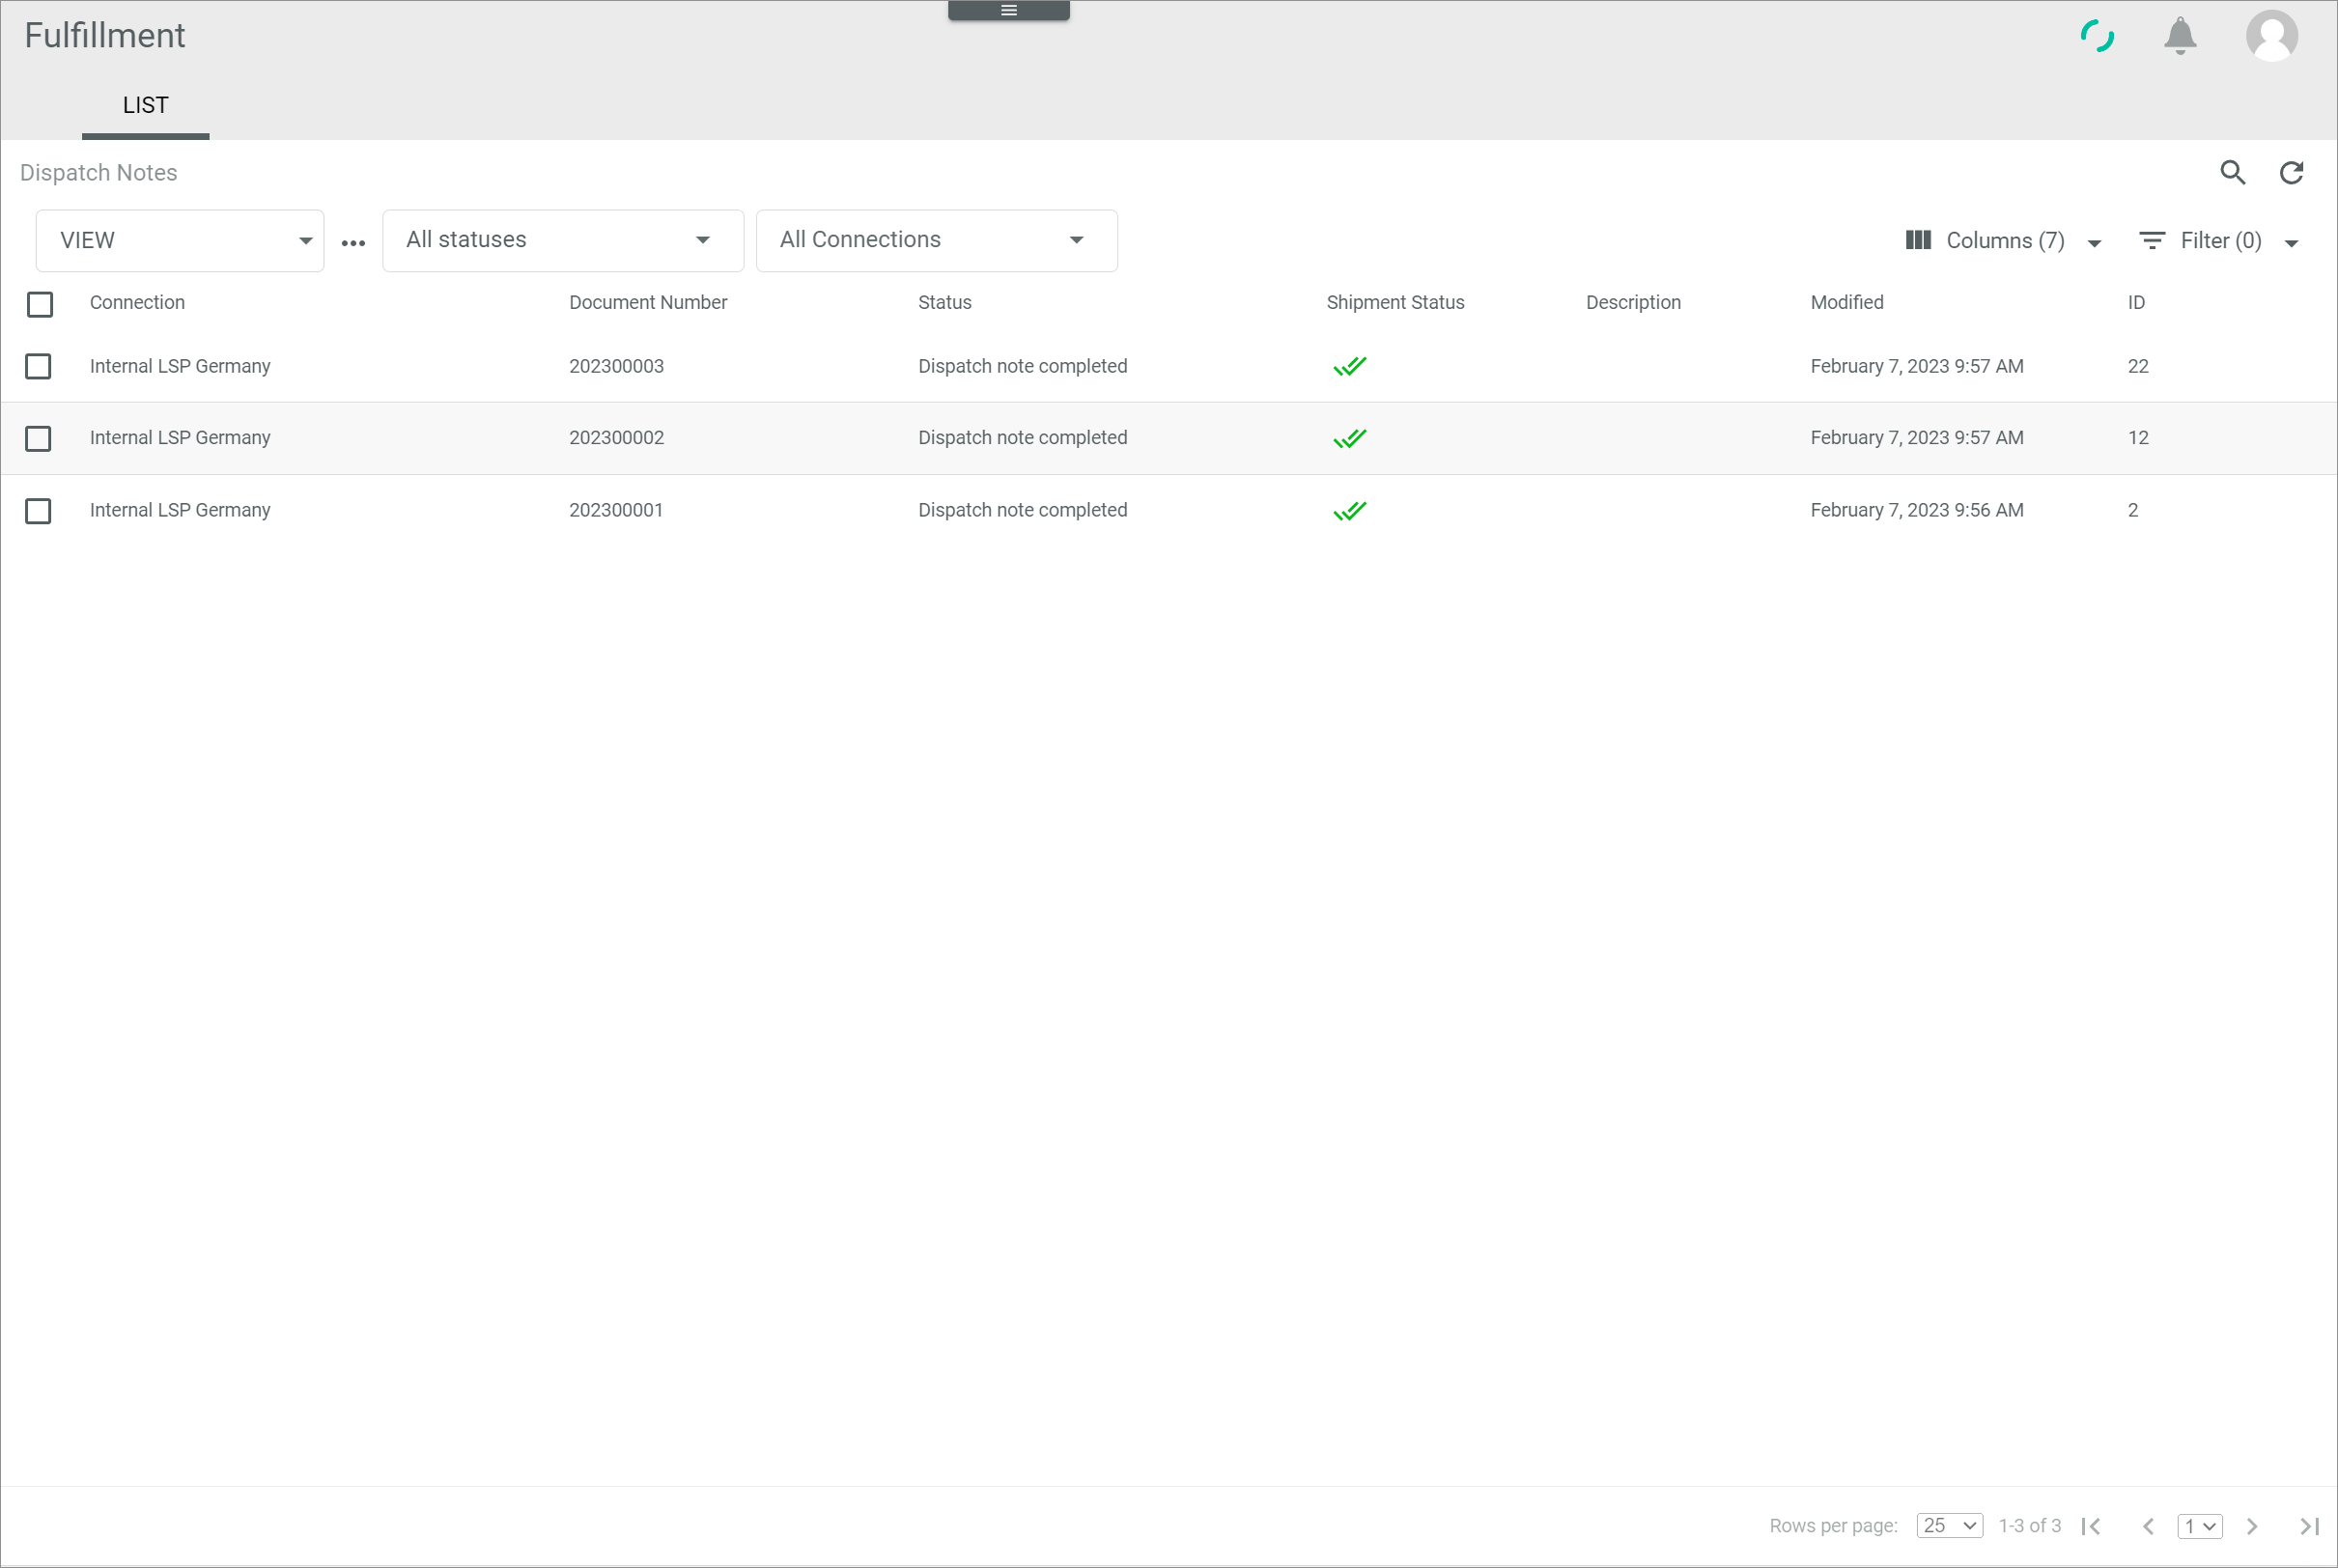 Fulfillment
LIST
Dispatch Notes
VIEW All statuses All Connections Columns (7) Filter (0)
Connection Document Number Status Shipment Status Description Modified ID
Internal LSP Germany 202300003 Dispatch note completed February 7, 2023 9:57 AM 22
Internal LSP Germany 202300002 Dispatch note completed February 7, 2023 9:57 AM 12
Internal LSP Germany 202300001 Dispatch note completed February 7, 2023 9:56 AM 2
Rows per page: 25 1-3 of 3 1